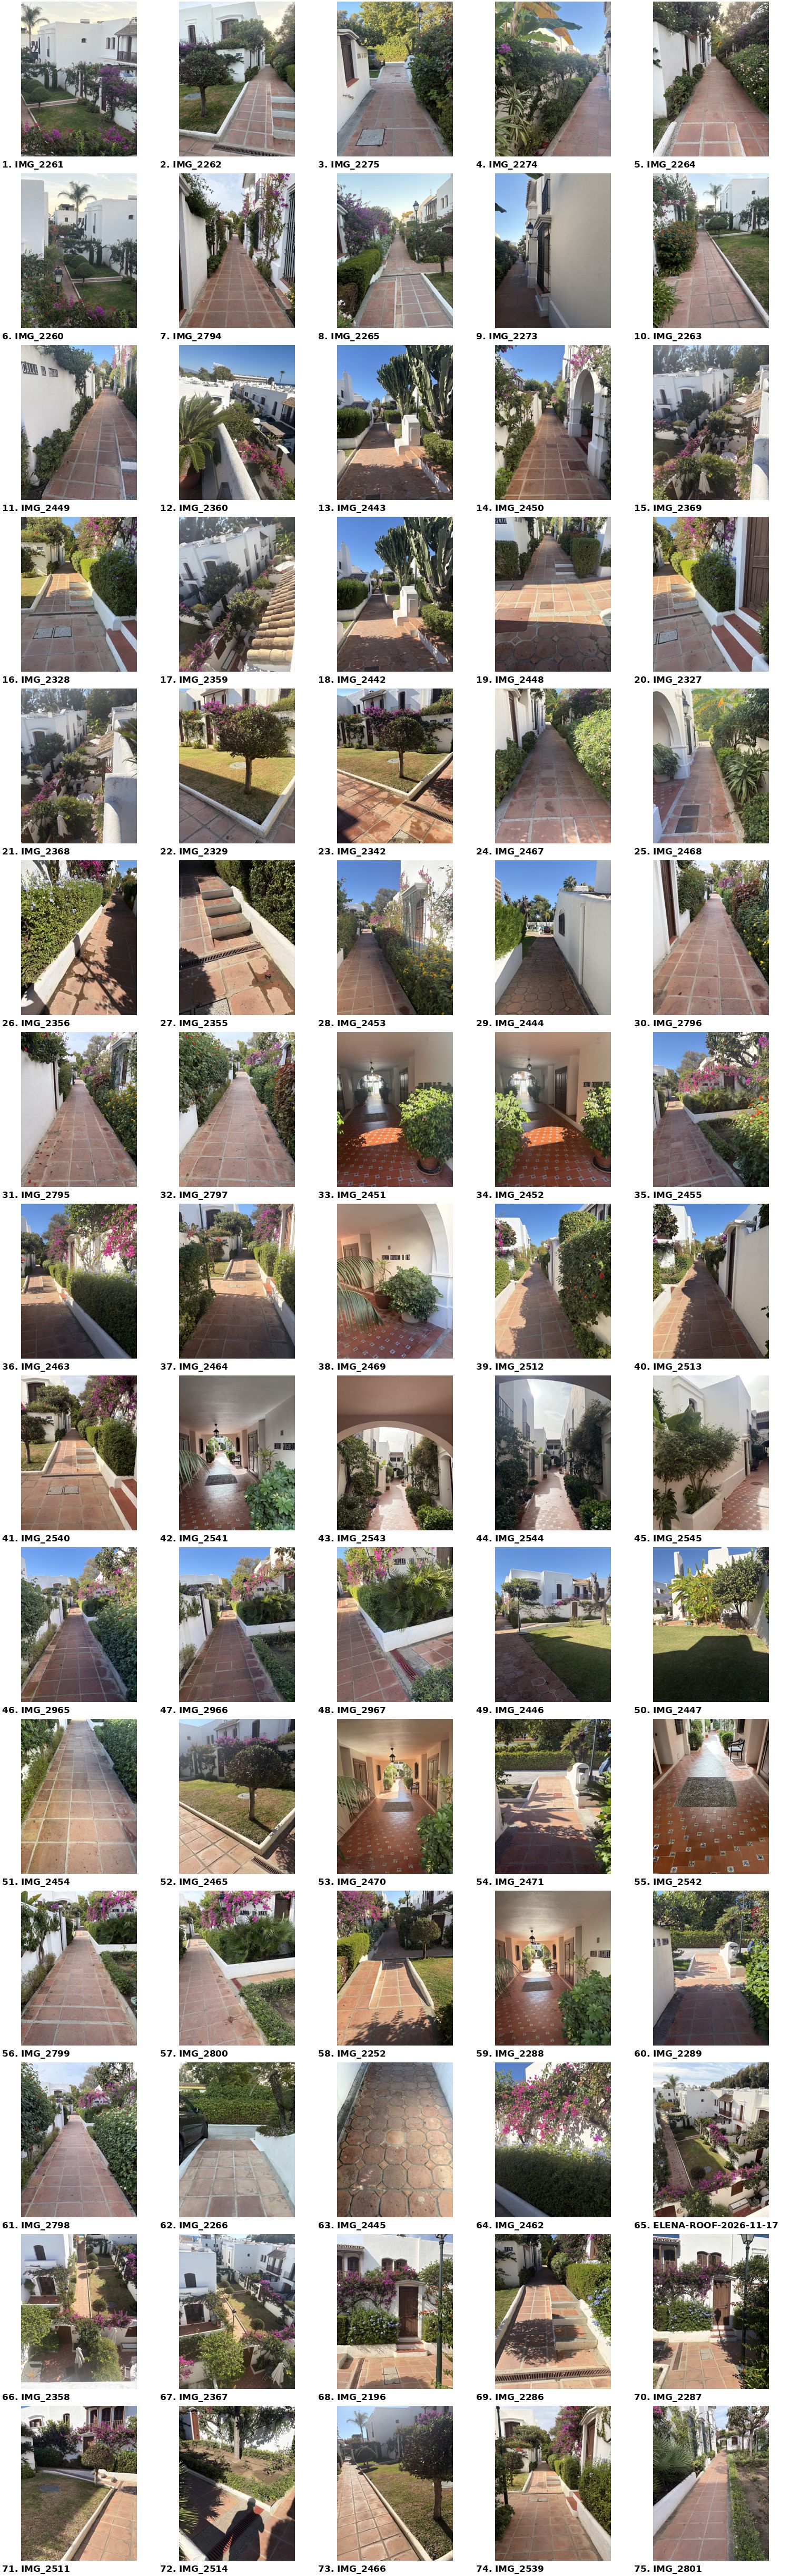 1. IMG_2261
2. IMG_2262
3. IMG_2275
4. IMG_2274
5. IMG_2264
6. IMG_2260
7. IMG_2794
8. IMG_2265
9. IMG_2273
10. IMG_2263
11. IMG_2449
12. IMG_2360
13. IMG_2443
14. IMG_2450
15. IMG_2369
16. IMG_2328
17. IMG_2359
18. IMG_2442
19. IMG_2448
20. IMG_2327
21. IMG_2368
22. IMG_2329
23. IMG_2342
24. IMG_2467
25. IMG_2468
26. IMG_2356
27. IMG_2355
28. IMG_2453
29. IMG_2444
30. IMG_2796
31. IMG_2795
32. IMG_2797
33. IMG_2451
34. IMG_2452
35. IMG_2455
36. IMG_2463
37. IMG_2464
38. IMG_2469
39. IMG_2512
40. IMG_2513
41. IMG_2540
42. IMG_2541
43. IMG_2543
44. IMG_2544
45. IMG_2545
46. IMG_2965
47. IMG_2966
48. IMG_2967
49. IMG_2446
50. IMG_2447
51. IMG_2454
52. IMG_2465
53. IMG_2470
54. IMG_2471
55. IMG_2542
56. IMG_2799
57. IMG_2800
58. IMG_2252
59. IMG_2288
60. IMG_2289
61. IMG_2798
62. IMG_2266
63. IMG_2445
64. IMG_2462
65. ELENA-ROOF-2026-11-17
66. IMG_2358
67. IMG_2367
68. IMG_2196
69. IMG_2286
70. IMG_2287
71. IMG_2511
72. IMG_2514
73. IMG_2466
74. IMG_2539
75. IMG_2801